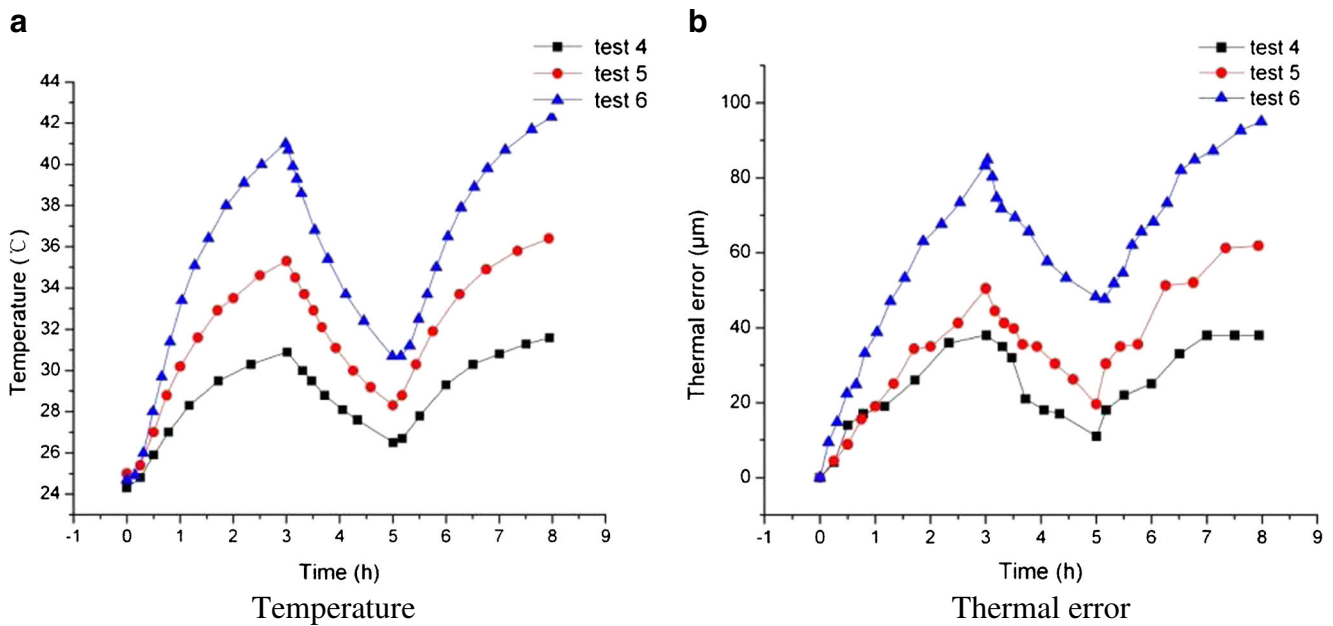 a
test 4
test 5
test 6
44
42
40
38
36
34
32
30
28
26
24
Temperature (℃)
-1 0 1 2 3 4 5 6 7 8 9
Time (h)
Temperature
b
test 4
test 5
test 6
100
80
60
40
20
0
Thermal error (μm)
-1 0 1 2 3 4 5 6 7 8 9
Time (h)
Thermal error